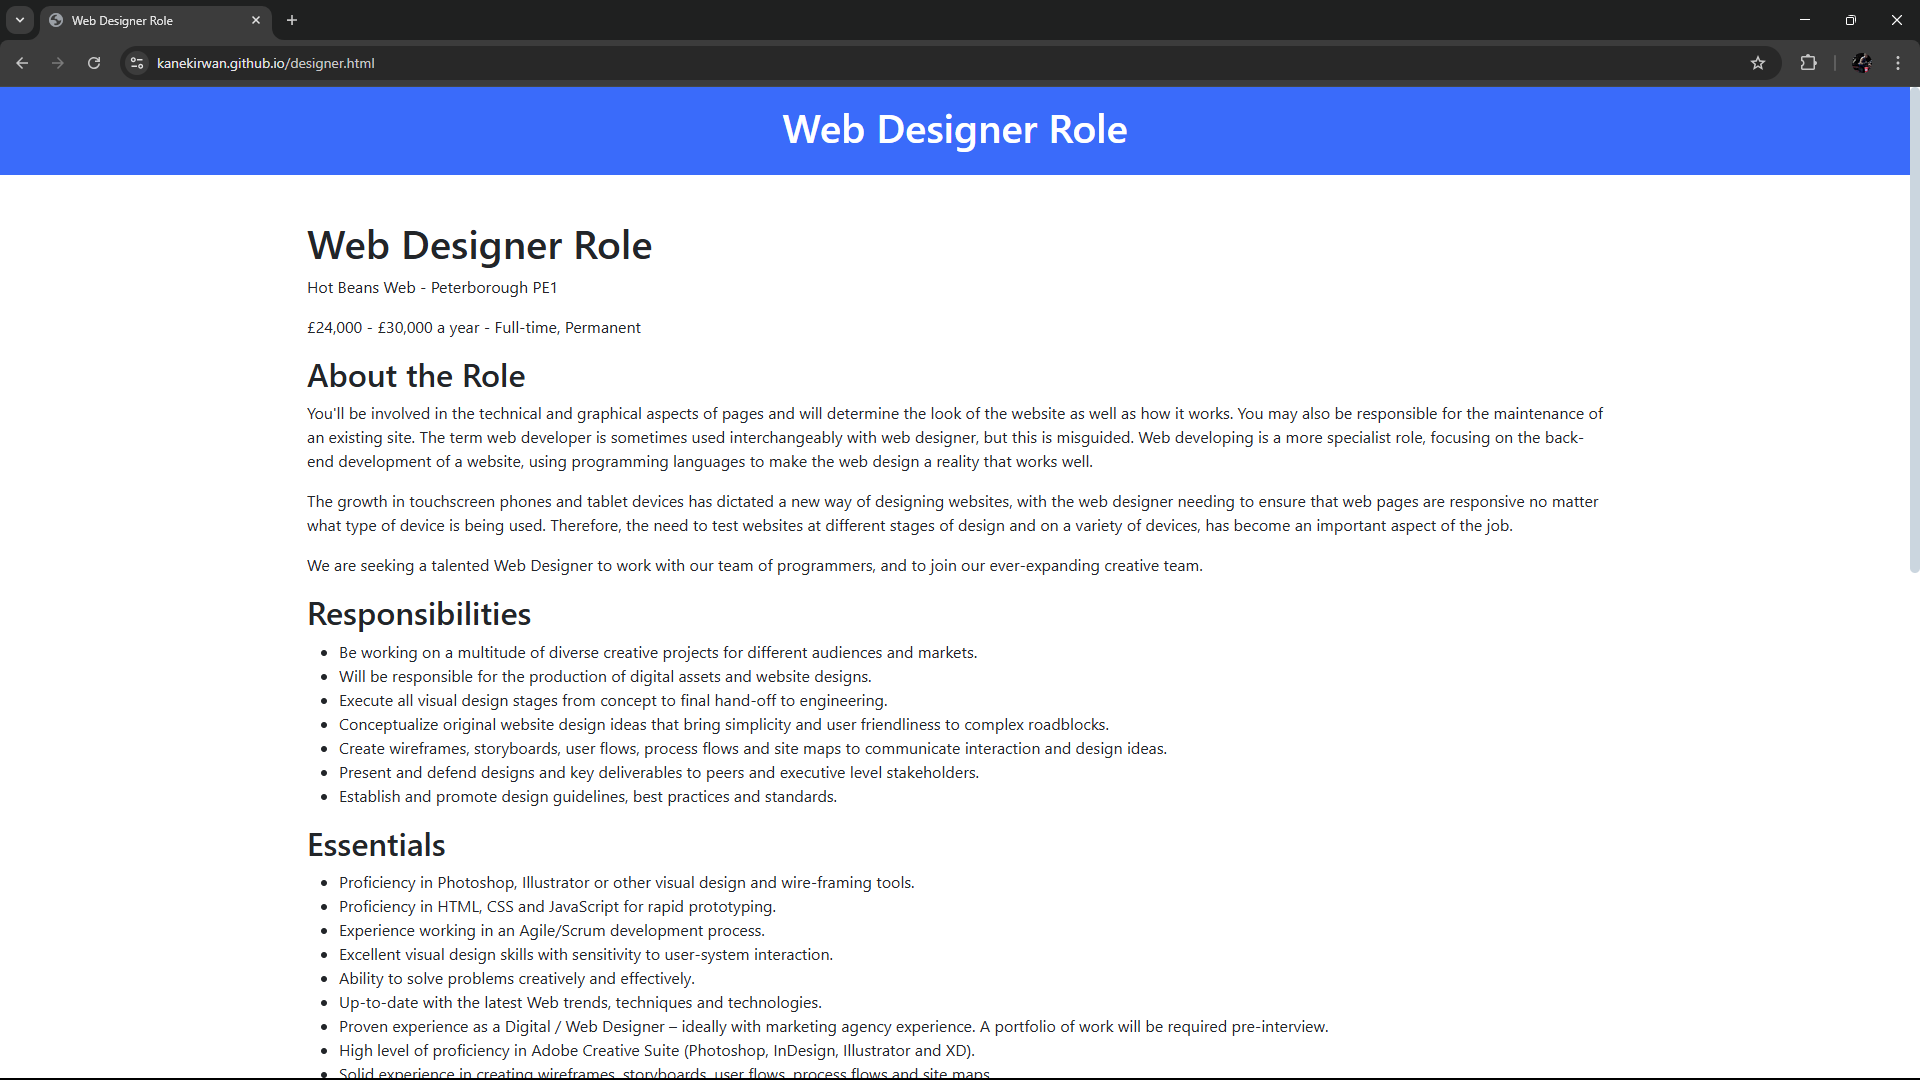 Web Designer Role
kanekirwan.github.io/designer.html
Web Designer Role
Web Designer Role
Hot Beans Web - Peterborough PE1
£24,000 - £30,000 a year - Full-time, Permanent
About the Role
You'll be involved in the technical and graphical aspects of pages and will determine the look of the website as well as how it works. You may also be responsible for the maintenance of
an existing site. The term web developer is sometimes used interchangeably with web designer, but this is misguided. Web developing is a more specialist role, focusing on the back-
end development of a website, using programming languages to make the web design a reality that works well.
The growth in touchscreen phones and tablet devices has dictated a new way of designing websites, with the web designer needing to ensure that web pages are responsive no matter
what type of device is being used. Therefore, the need to test websites at different stages of design and on a variety of devices, has become an important aspect of the job.
We are seeking a talented Web Designer to work with our team of programmers, and to join our ever-expanding creative team.
Responsibilities
• Be working on a multitude of diverse creative projects for different audiences and markets.
• Will be responsible for the production of digital assets and website designs.
• Execute all visual design stages from concept to final hand-off to engineering.
• Conceptualize original website design ideas that bring simplicity and user friendliness to complex roadblocks.
• Create wireframes, storyboards, user flows, process flows and site maps to communicate interaction and design ideas.
• Present and defend designs and key deliverables to peers and executive level stakeholders.
• Establish and promote design guidelines, best practices and standards.
Essentials
• Proficiency in Photoshop, Illustrator or other visual design and wire-framing tools.
• Proficiency in HTML, CSS and JavaScript for rapid prototyping.
• Experience working in an Agile/Scrum development process.
• Excellent visual design skills with sensitivity to user-system interaction.
• Ability to solve problems creatively and effectively.
• Up-to-date with the latest Web trends, techniques and technologies.
• Proven experience as a Digital / Web Designer – ideally with marketing agency experience. A portfolio of work will be required pre-interview.
• High level of proficiency in Adobe Creative Suite (Photoshop, InDesign, Illustrator and XD).
• Solid experience in creating wireframes, storyboards, user flows, process flows and site maps.